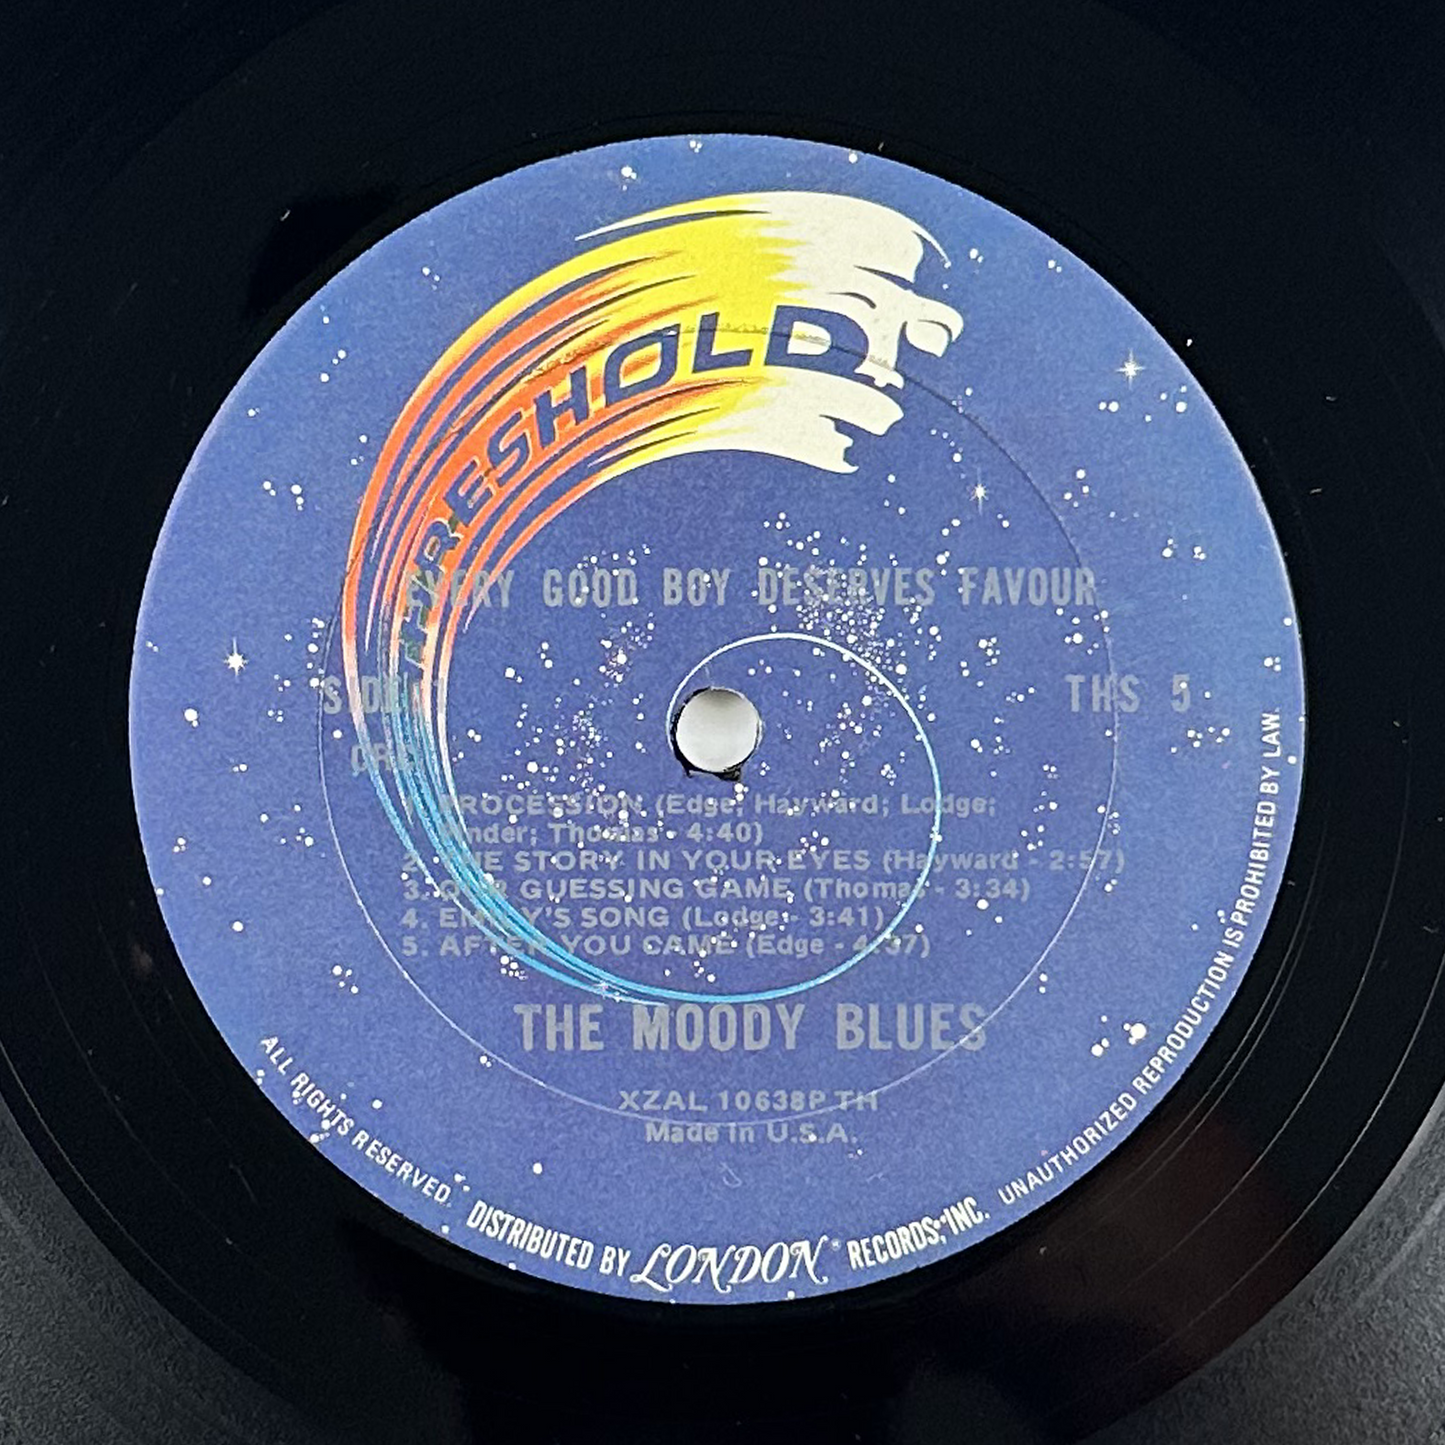 THRESHOLD
EVERY GOOD BOY DESERVES FAVOUR
SIDE 1
THS 5
1. PROCESSION (Edge; Hayward; Lodge;
Pinder; Thomas - 4:40)
2. THE STORY IN YOUR EYES (Hayward - 2:57)
3. OUR GUESSING GAME (Thomas - 3:34)
4. EMILY'S SONG (Lodge - 3:41)
5. AFTER YOU CAME (Edge - 4:37)
THE MOODY BLUES
XZAL 10638P TH
Made in U.S.A.
ALL RIGHTS RESERVED.
DISTRIBUTED BY LONDON® RECORDS, INC.
UNAUTHORIZED REPRODUCTION IS PROHIBITED BY LAW.